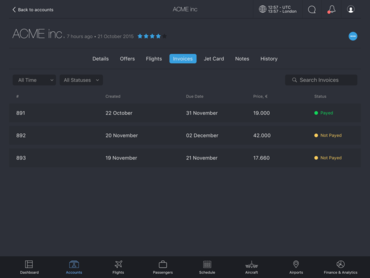 Back to accounts
ACME inc
12:57 - UTC
13:57 - London
ACME inc. 7 hours ago • 21 October 2016
Details Offers Flights Invoices Jet Card Notes History
All Time All Statuses Search Invoices
# Created Due Date Price, € Status
891 22 October 31 November 19.000 Payed
892 20 November 02 December 42.000 Not Payed
893 19 November 21 November 17.660 Not Payed
Dashboard Accounts Flights Passengers Schedule Aircraft Airports Finance & Analytics